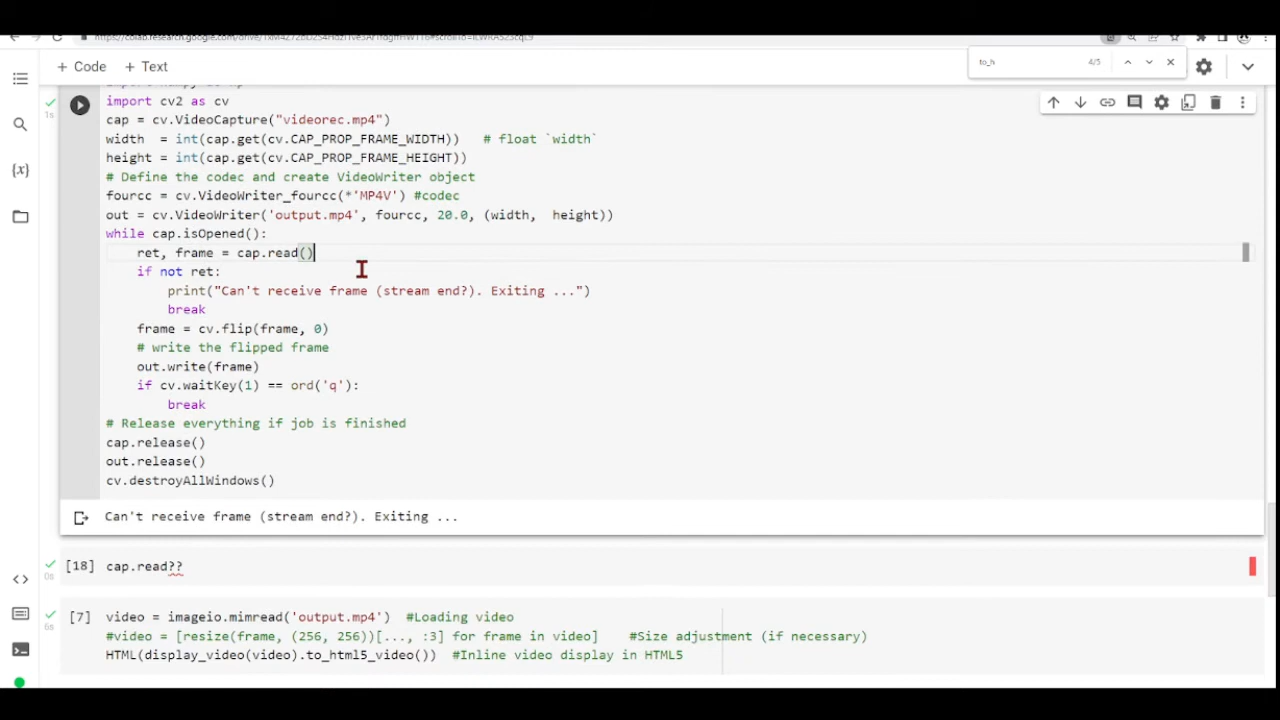 + Code + Text
to_h 4/5
import cv2 as cv
1s
cap = cv.VideoCapture("videorec.mp4")
width  = int(cap.get(cv.CAP_PROP_FRAME_WIDTH))   # float `width`
height = int(cap.get(cv.CAP_PROP_FRAME_HEIGHT))
# Define the codec and create VideoWriter object
fourcc = cv.VideoWriter_fourcc(*'MP4V') #codec
out = cv.VideoWriter('output.mp4', fourcc, 20.0, (width,  height))
while cap.isOpened():
    ret, frame = cap.read()
    if not ret:
        print("Can't receive frame (stream end?). Exiting ...")
        break
    frame = cv.flip(frame, 0)
    # write the flipped frame
    out.write(frame)
    if cv.waitKey(1) == ord('q'):
        break
# Release everything if job is finished
cap.release()
out.release()
cv.destroyAllWindows()
Can't receive frame (stream end?). Exiting ...
[18] cap.read??
0s
[7] video = imageio.mimread('output.mp4')  #Loading video
6s
#video = [resize(frame, (256, 256))[..., :3] for frame in video]    #Size adjustment (if necessary)
HTML(display_video(video).to_html5_video())  #Inline video display in HTML5